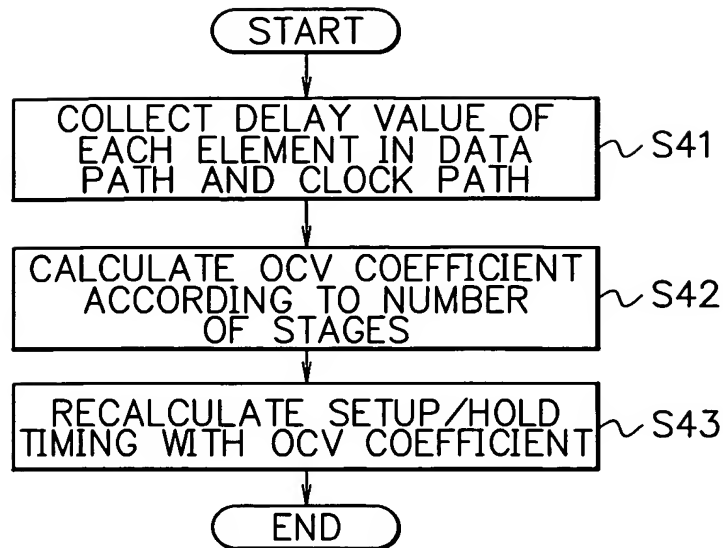 START
COLLECT DELAY VALUE OF
EACH ELEMENT IN DATA
PATH AND CLOCK PATH
S41
CALCULATE OCV COEFFICIENT
ACCORDING TO NUMBER
OF STAGES
S42
RECALCULATE SETUP/HOLD
TIMING WITH OCV COEFFICIENT
S43
END